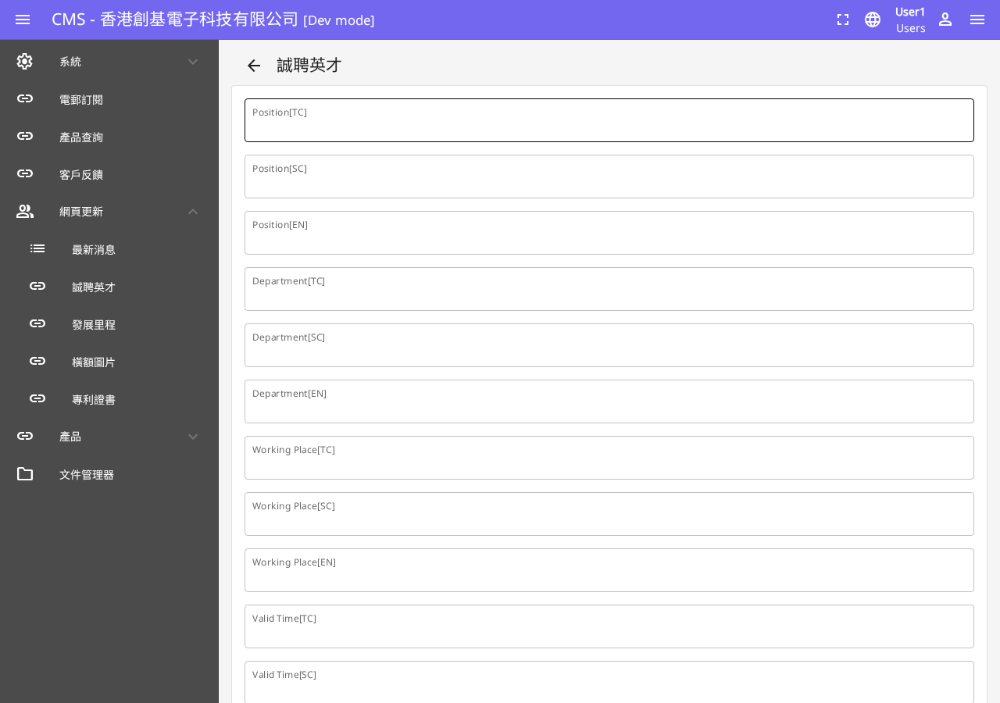 CMS - 香港創基電子科技有限公司 [Dev mode]
User1
Users
系統
電郵訂閱
產品查詢
客戶反饋
網頁更新
最新消息
誠聘英才
發展里程
橫額圖片
專利證書
產品
文件管理器
誠聘英才
Position[TC]
Position[SC]
Position[EN]
Department[TC]
Department[SC]
Department[EN]
Working Place[TC]
Working Place[SC]
Working Place[EN]
Valid Time[TC]
Valid Time[SC]